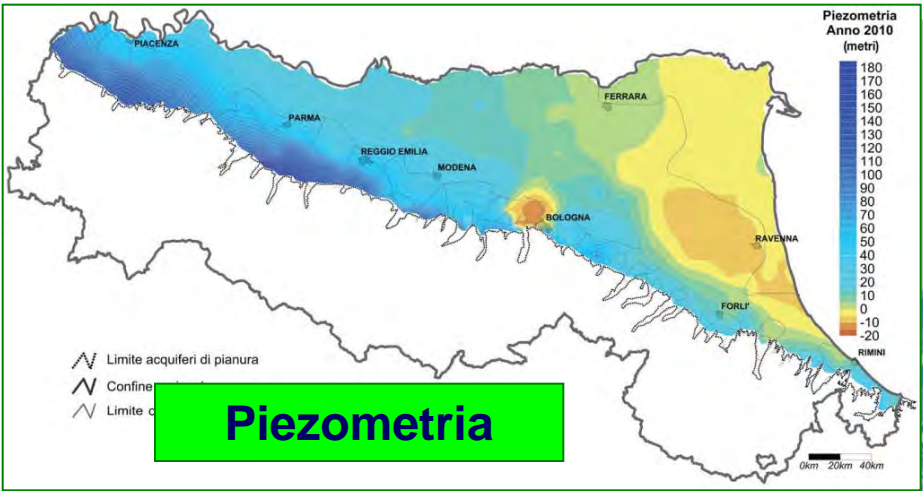 Piezometria
Anno 2010
(metri)
180
170
160
150
140
130
120
110
100
90
80
70
60
50
40
30
20
10
0
-10
-20
PIACENZA
PARMA
REGGIO EMILIA
MODENA
BOLOGNA
FERRARA
RAVENNA
FORLI'
RIMINI
Limite acquiferi di pianura
Confine
Limite
Piezometria
0km 20km 40km